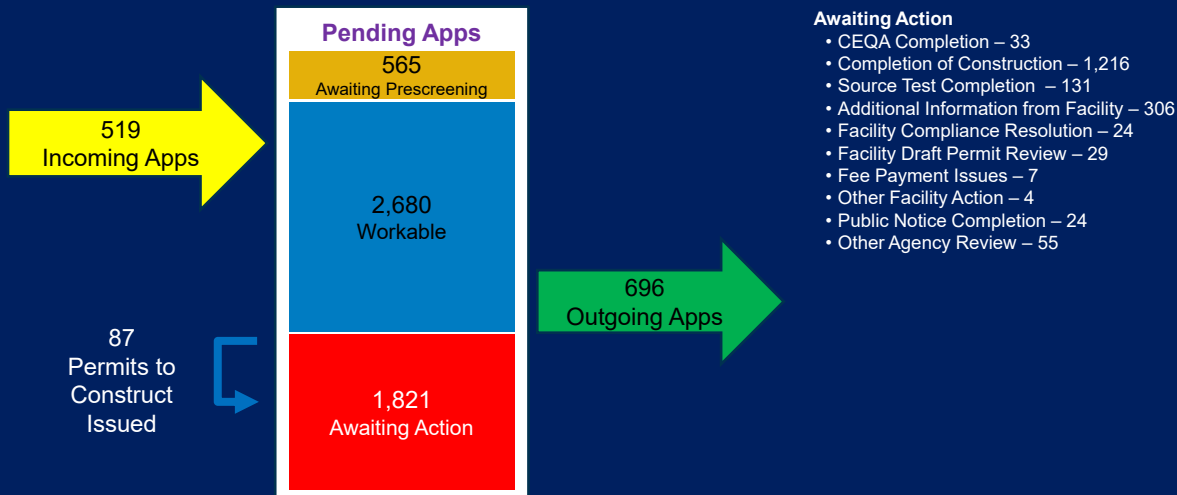 Pending Apps
565
Awaiting Prescreening
519
Incoming Apps
2,680
Workable
696
Outgoing Apps
87
Permits to
Construct
Issued
1,821
Awaiting Action
Awaiting Action
• CEQA Completion – 33
• Completion of Construction – 1,216
• Source Test Completion – 131
• Additional Information from Facility – 306
• Facility Compliance Resolution – 24
• Facility Draft Permit Review – 29
• Fee Payment Issues – 7
• Other Facility Action – 4
• Public Notice Completion – 24
• Other Agency Review – 55